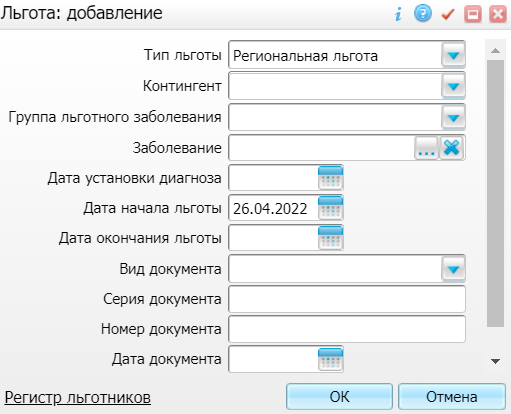 Льгота: добавление
Тип льготы Региональная льгота
Контингент
Группа льготного заболевания
Заболевание ...
Дата установки диагноза
Дата начала льготы 26.04.2022
Дата окончания льготы
Вид документа
Серия документа
Номер документа
Дата документа
Регистр льготников ОК Отмена